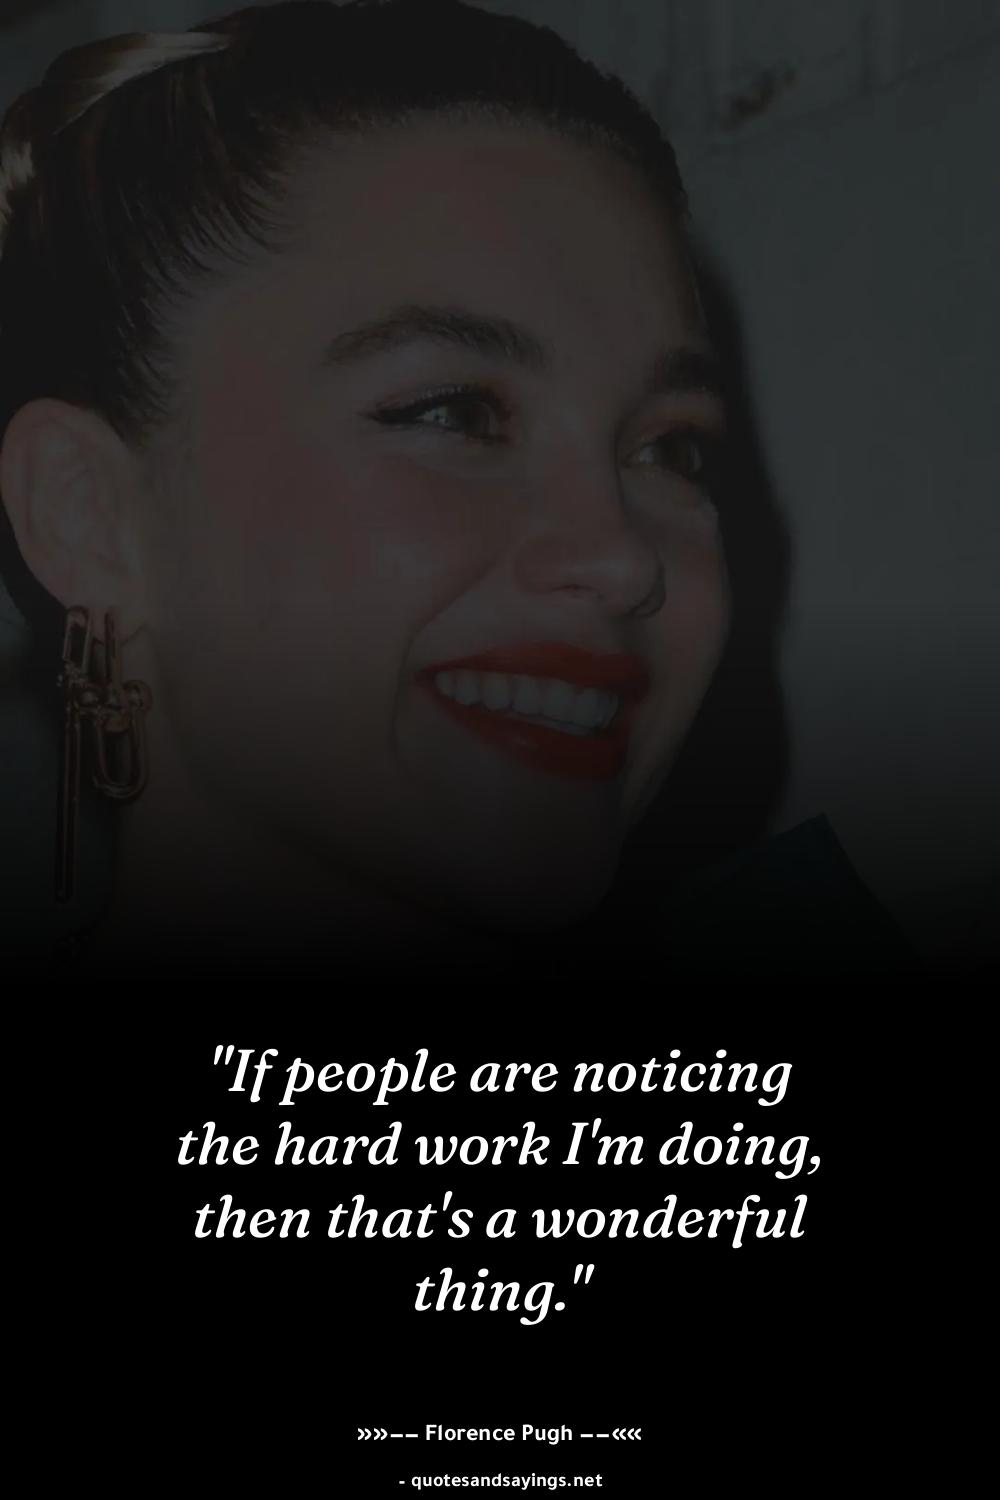 "If people are noticing
the hard work I'm doing,
then that's a wonderful
thing."
»»–– Florence Pugh ––««
- quotesandsayings.net